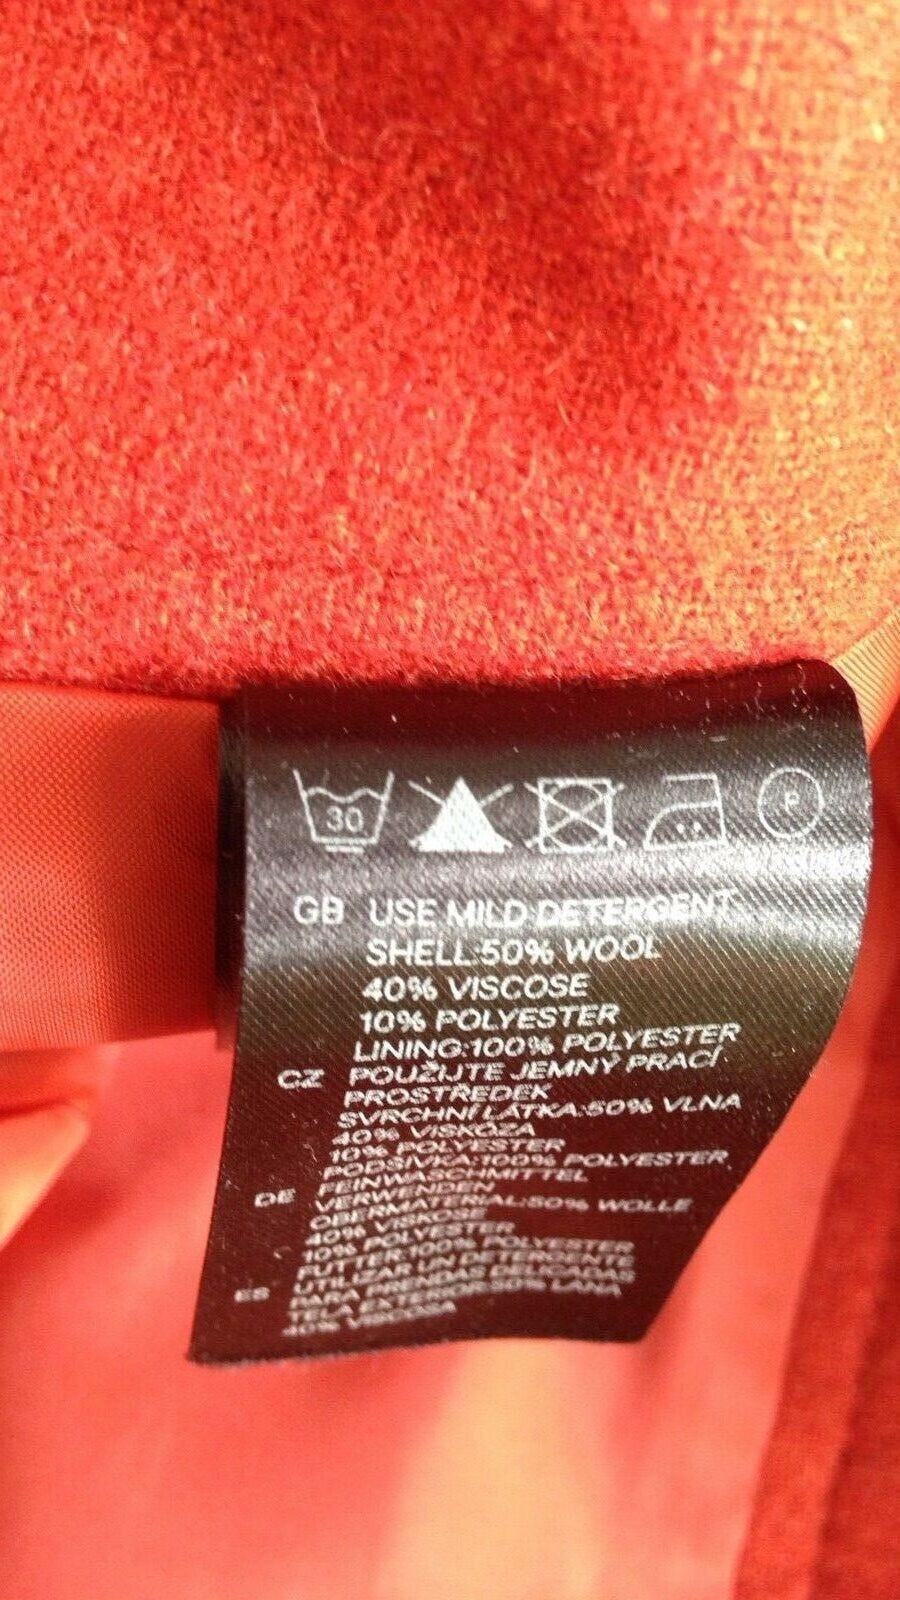 30
P
GB USE MILD DETERGENT
SHELL:50% WOOL
40% VISCOSE
10% POLYESTER
LINING:100% POLYESTER
CZ POUŽIJTE JEMNÝ PRACÍ
PROSTŘEDEK
SVRCHNÍ LÁTKA:50% VLNA
40% VISKÓZA
10% POLYESTER
PODŠÍVKA:100% POLYESTER
DE FEINWASCHMITTEL
VERWENDEN
OBERMATERIAL:50% WOLLE
40% VISKOSE
10% POLYESTER
FUTTER:100% POLYESTER
ES UTILIZAR UN DETERGENTE
PARA PRENDAS DELICADAS
TELA EXTERIOR:50% LANA
40% VISCOSA